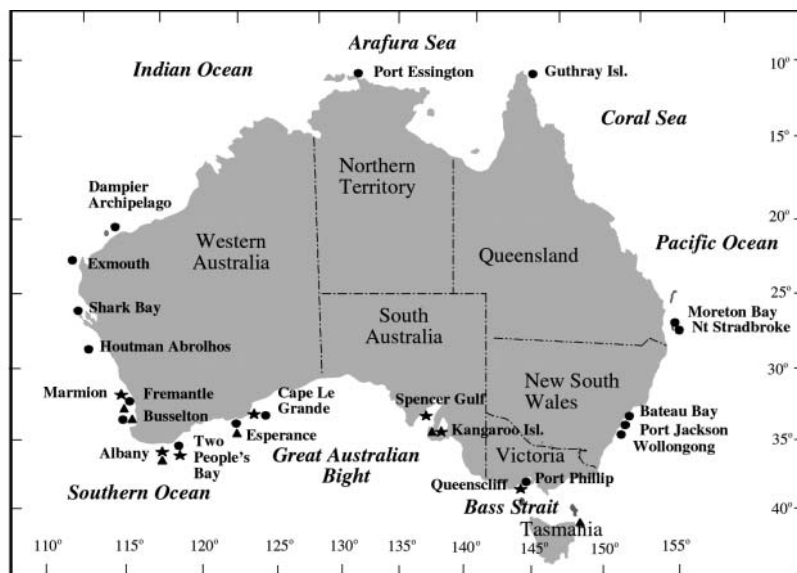 Arafura Sea
Indian Ocean
Port Essington
Guthray Isl.
10°
Coral Sea
15°
Northern
Territory
Dampier
Archipelago
20°
Western
Australia
Queensland
Pacific Ocean
Exmouth
25°
Shark Bay
South
Australia
Moreton Bay
Nt Stradbroke
Houtman Abrolhos
30°
Marmion
Fremantle
Cape Le
Grande
Spencer Gulf
New South
Wales
Busselton
Bateau Bay
Esperance
Kangaroo Isl.
Port Jackson
35°
Albany
Two
People's
Bay
Great Australian
Bight
Victoria
Wollongong
Queenscliff
Port Phillip
Southern Ocean
Bass Strait
40°
Tasmania
110°
115°
120°
125°
130°
135°
140°
145°
150°
155°